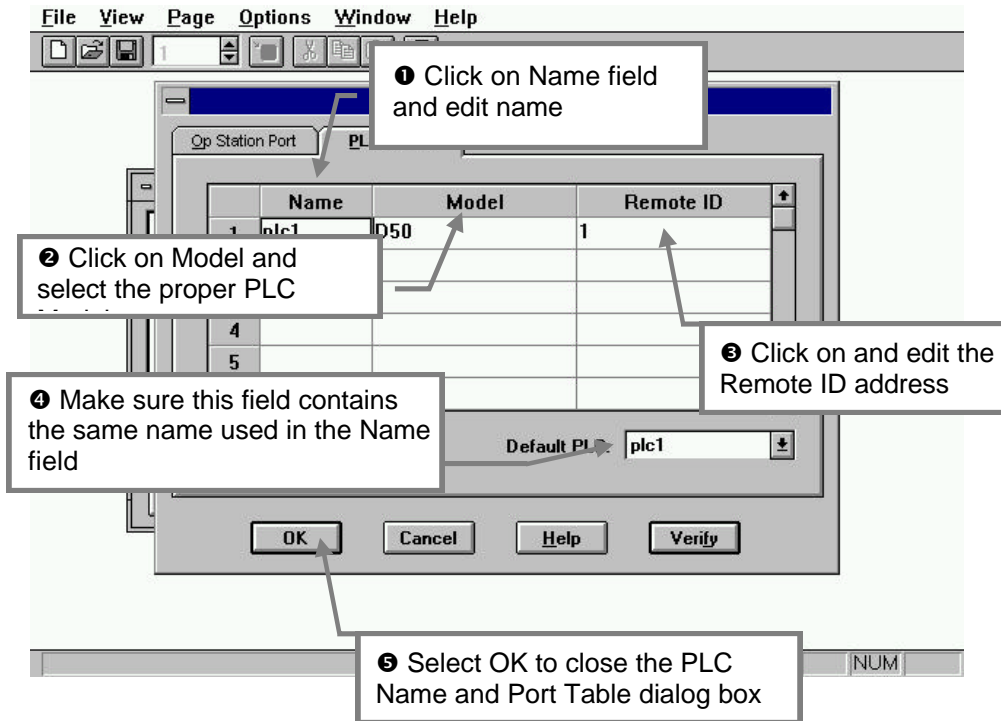 File View Page Options Window Help
1
❶ Click on Name field
and edit name
Op Station Port
PL
Name Model Remote ID
1 plc1 D50 1
❷ Click on Model and
select the proper PLC
4
5
❸ Click on and edit the
Remote ID address
❹ Make sure this field contains
the same name used in the Name
field
Default plc1
OK Cancel Help Verify
❺ Select OK to close the PLC
Name and Port Table dialog box
NUM